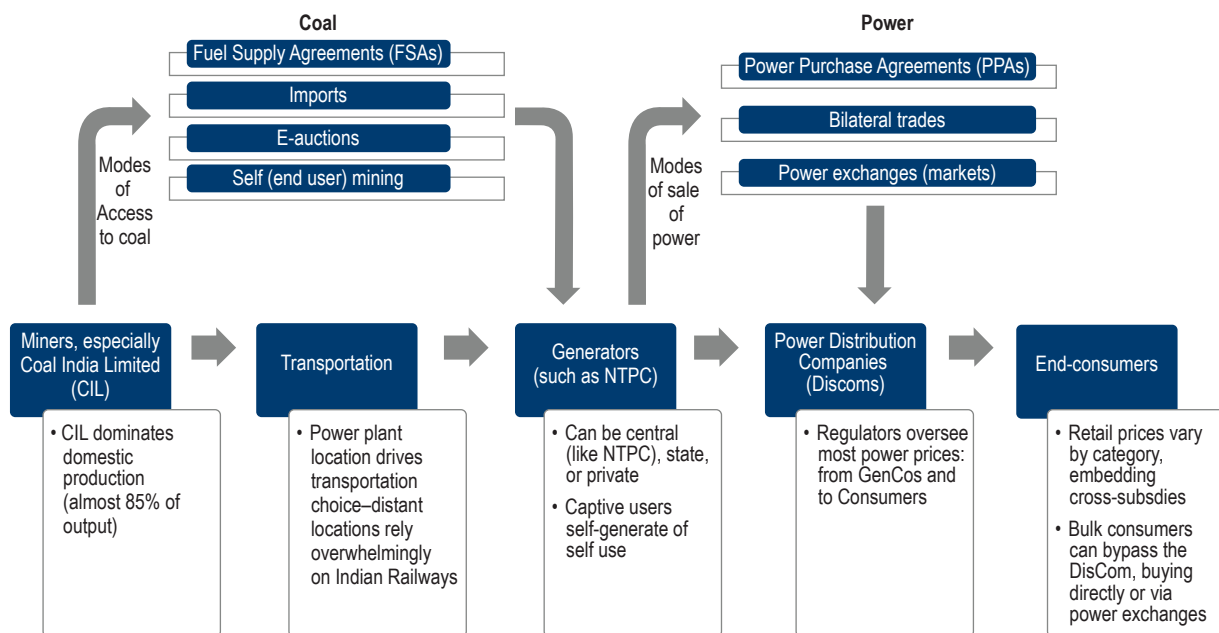 Coal
Fuel Supply Agreements (FSAs)
Imports
E-auctions
Self (end user) mining
Modes
of
Access
to coal
Power
Power Purchase Agreements (PPAs)
Bilateral trades
Power exchanges (markets)
Modes
of sale
of
power
Miners, especially
Coal India Limited
(CIL)
• CIL dominates
domestic
production
(almost 85% of
output)
Transportation
• Power plant
location drives
transportation
choice–distant
locations rely
overwhelmingly
on Indian Railways
Generators
(such as NTPC)
• Can be central
(like NTPC), state,
or private
• Captive users
self-generate of
self use
Power Distribution
Companies
(Discoms)
• Regulators oversee
most power prices:
from GenCos and
to Consumers
End-consumers
• Retail prices vary
by category,
embedding
cross-subsdies
• Bulk consumers
can bypass the
DisCom, buying
directly or via
power exchanges